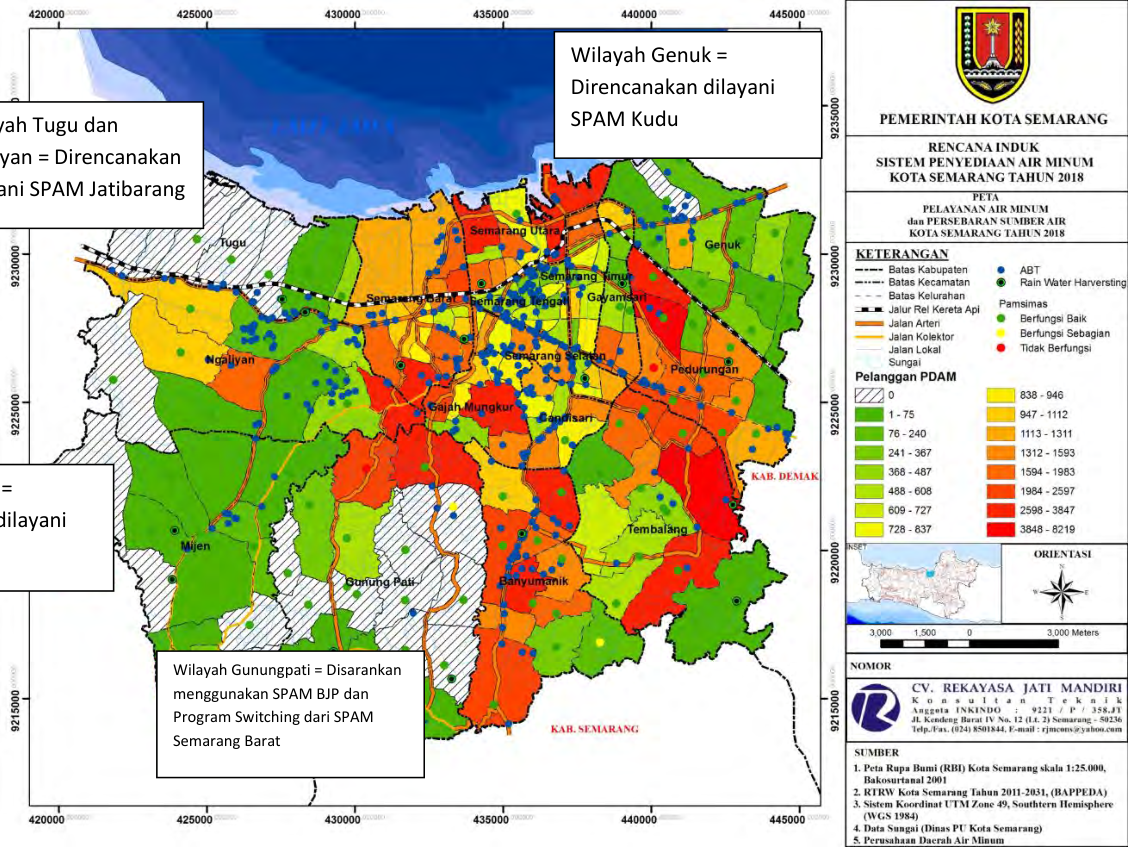 420000 425000 430000 435000 440000 445000
Wilayah Genuk =
Direncanakan dilayani
SPAM Kudu
yah Tugu dan
yan = Direncanakan
ani SPAM Jatibarang
=
dilayani
Wilayah Gunungpati = Disarankan
menggunakan SPAM BJP dan
Program Switching dari SPAM
Semarang Barat
LAUT JAWA
Tugu
Semarang Utara
Genuk
Semarang Timur
Semarang Barat
Semarang Tengah
Gayamsari
Ngaliyan
Semarang Selatan
Pedurungan
Gajah Mungkur
Candisari
KAB. DEMAK
Tembalang
Mijen
Gunung Pati
Banyumanik
KAB. SEMARANG
9230000
9225000
9220000
9215000
9235000
9230000
9225000
9220000
9215000
420000 425000 430000 435000 440000 445000
PEMERINTAH KOTA SEMARANG
RENCANA INDUK
SISTEM PENYEDIAAN AIR MINUM
KOTA SEMARANG TAHUN 2018
PETA
PELAYANAN AIR MINUM
dan PERSEBARAN SUMBER AIR
KOTA SEMARANG TAHUN 2018
KETERANGAN
Batas Kabupaten
Batas Kecamatan
Batas Kelurahan
Jalur Rel Kereta Api
Jalan Arteri
Jalan Kolektor
Jalan Lokal
Sungai
ABT
Rain Water Harversting
Pamsimas
Berfungsi Baik
Berfungsi Sebagian
Tidak Berfungsi
Pelanggan PDAM
0
1 - 75
76 - 240
241 - 367
368 - 487
488 - 608
609 - 727
728 - 837
838 - 946
947 - 1112
1113 - 1311
1312 - 1593
1594 - 1983
1984 - 2597
2598 - 3847
3848 - 8219
INSET
ORIENTASI
N
W
E
S
3,000 1,500 0 3,000 Meters
NOMOR
CV. REKAYASA JATI MANDIRI
Konsultan Teknik
Anggota INKINDO : 9221 / P / 358.JT
Jl. Kendeng Barat IV No. 12 (Lt. 2) Semarang - 50236
Telp./Fax. (024) 8501844, E-mail : rjmcons@yahoo.com
SUMBER
1. Peta Rupa Bumi (RBI) Kota Semarang skala 1:25.000,
Bakosurtanal 2001
2. RTRW Kota Semarang Tahun 2011-2031, (BAPPEDA)
3. Sistem Koordinat UTM Zone 49, Southtern Hemisphere
(WGS 1984)
4. Data Sungai (Dinas PU Kota Semarang)
5. Perusahaan Daerah Air Minum